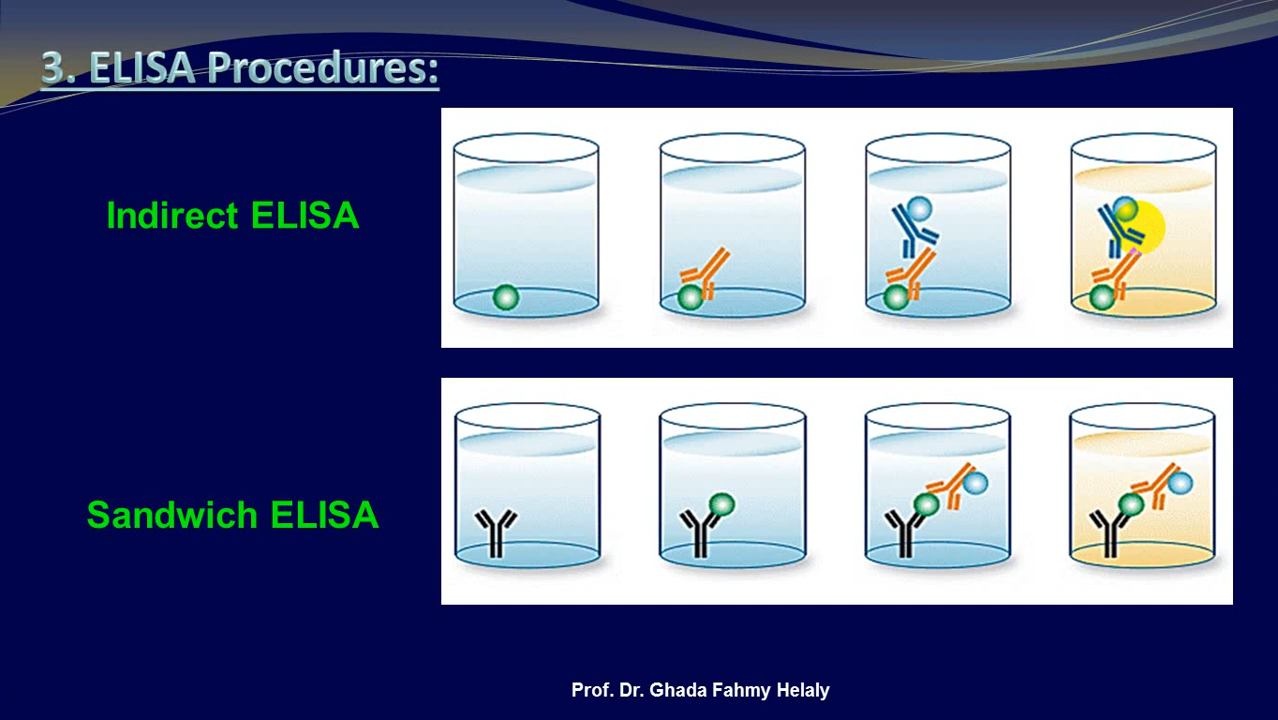 3. ELISA Procedures:
Indirect ELISA
Sandwich ELISA
Prof. Dr. Ghada Fahmy Helaly